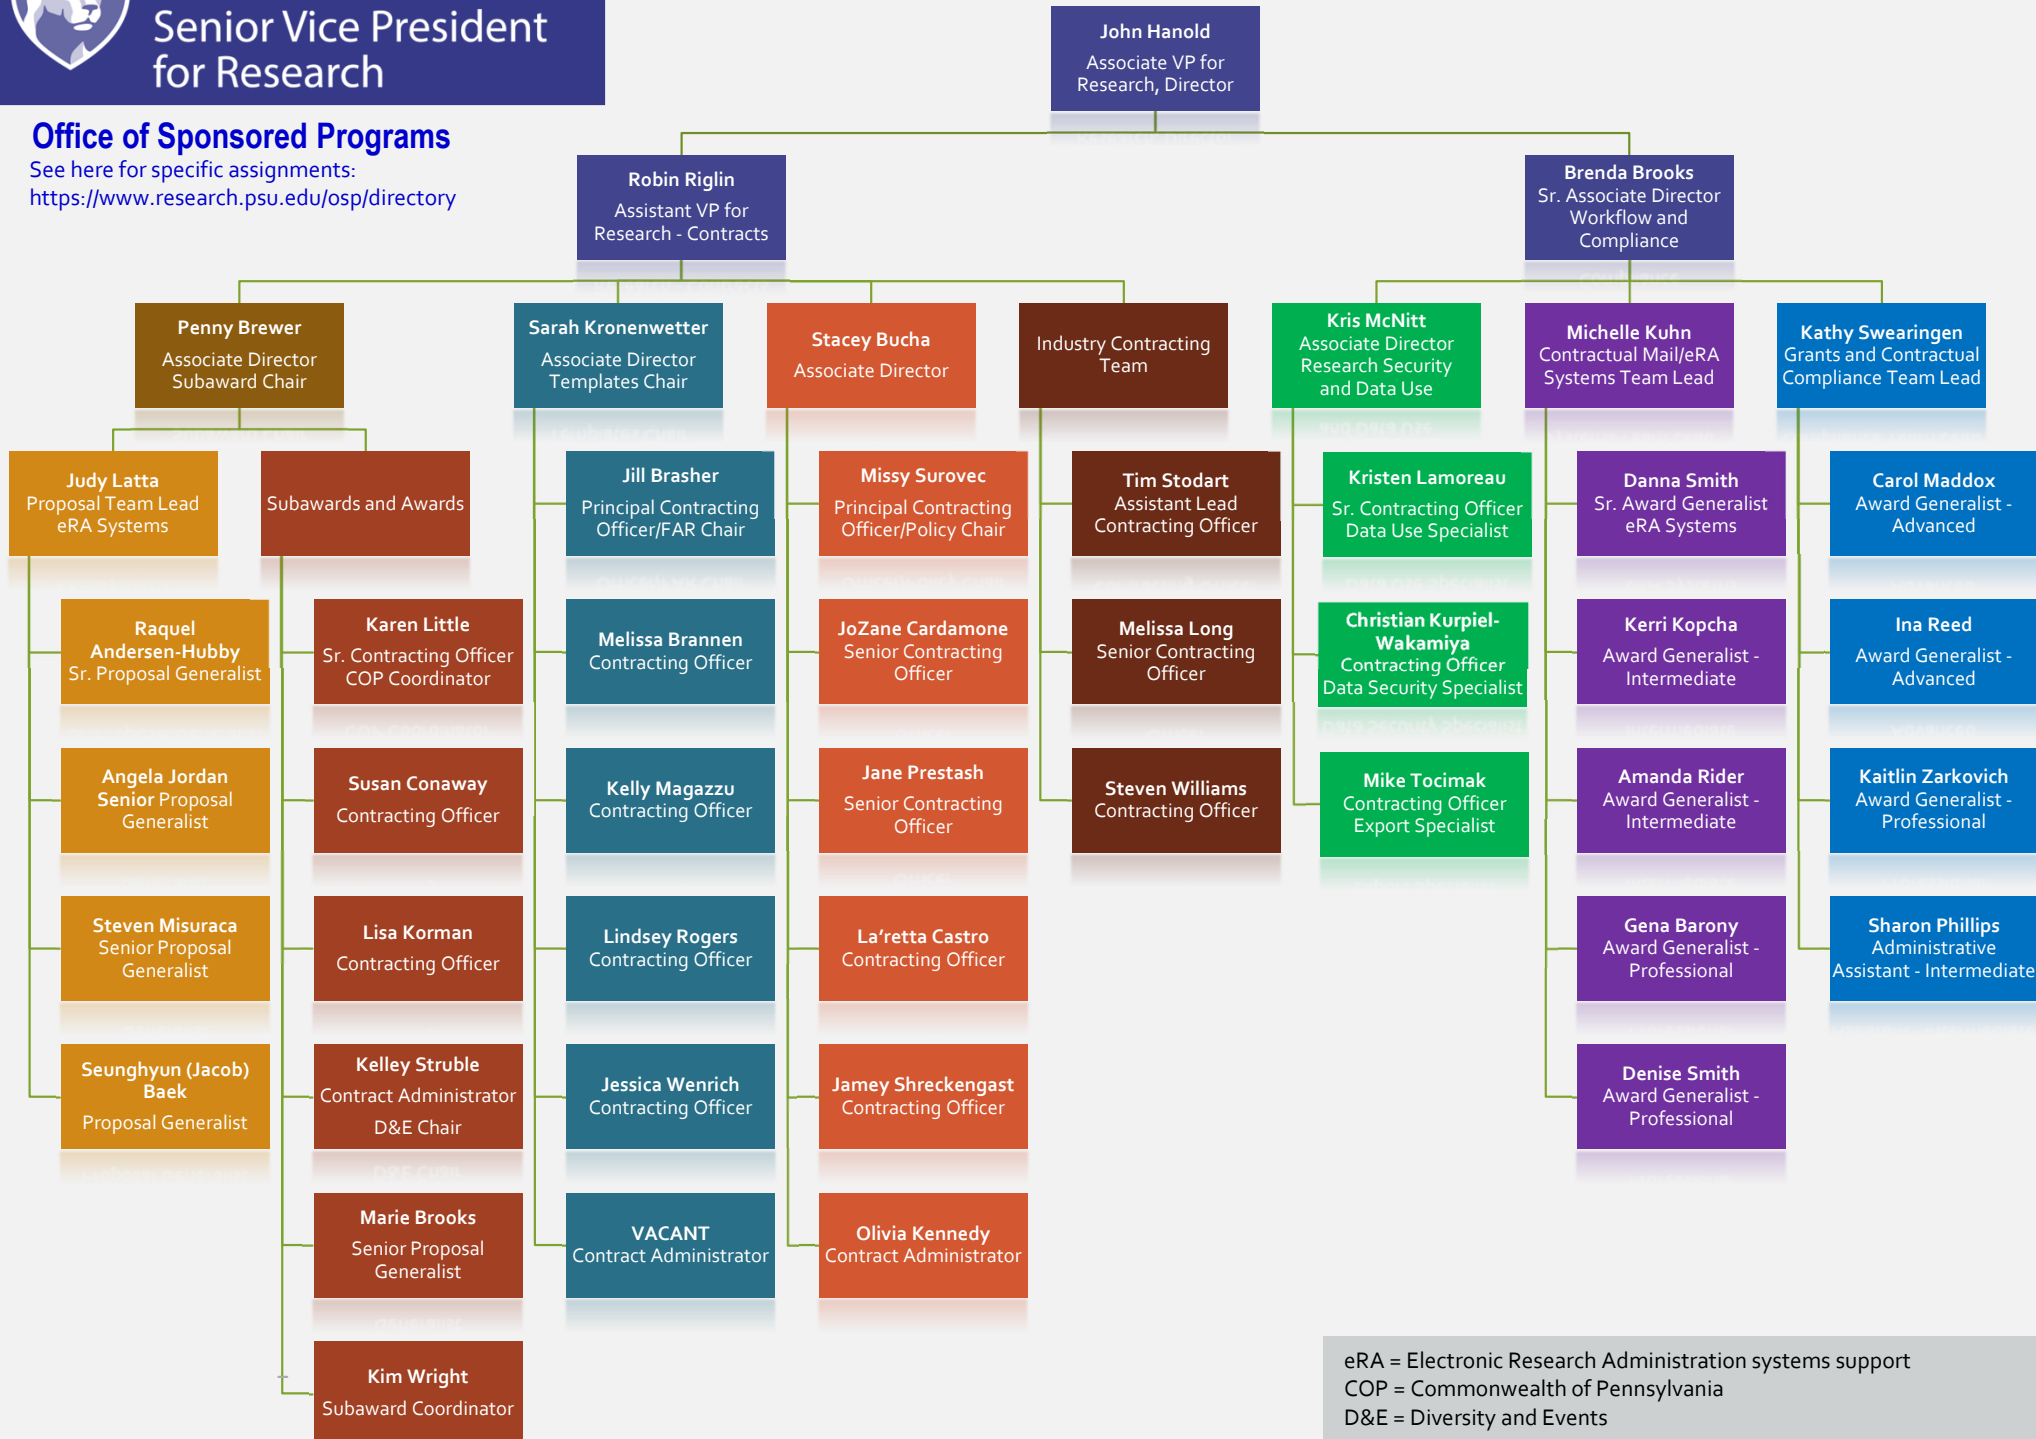 Senior Vice President
for Research
Office of Sponsored Programs
See here for specific assignments:
https://www.research.psu.edu/osp/directory
John Hanold
Associate VP for
Research, Director
Robin Riglin
Assistant VP for
Research - Contracts
Brenda Brooks
Sr. Associate Director
Workflow and
Compliance
Penny Brewer
Associate Director
Subaward Chair
Sarah Kronenwetter
Associate Director
Templates Chair
Stacey Bucha
Associate Director
Industry Contracting
Team
Kris McNitt
Associate Director
Research Security
and Data Use
Michelle Kuhn
Contractual Mail/eRA
Systems Team Lead
Kathy Swearingen
Grants and Contractual
Compliance Team Lead
Judy Latta
Proposal Team Lead
eRA Systems
Subawards and Awards
Jill Brasher
Principal Contracting
Officer/FAR Chair
Missy Surovec
Principal Contracting
Officer/Policy Chair
Tim Stodart
Assistant Lead
Contracting Officer
Kristen Lamoreau
Sr. Contracting Officer
Data Use Specialist
Danna Smith
Sr. Award Generalist
eRA Systems
Carol Maddox
Award Generalist -
Advanced
Raquel
Andersen-Hubby
Sr. Proposal Generalist
Karen Little
Sr. Contracting Officer
COP Coordinator
Melissa Brannen
Contracting Officer
JoZane Cardamone
Senior Contracting
Officer
Melissa Long
Senior Contracting
Officer
Christian Kurpiel-
Wakamiya
Contracting Officer
Data Security Specialist
Kerri Kopcha
Award Generalist -
Intermediate
Ina Reed
Award Generalist -
Advanced
Angela Jordan
Senior Proposal
Generalist
Susan Conaway
Contracting Officer
Kelly Magazzu
Contracting Officer
Jane Prestash
Senior Contracting
Officer
Steven Williams
Contracting Officer
Mike Tocimak
Contracting Officer
Export Specialist
Amanda Rider
Award Generalist -
Intermediate
Kaitlin Zarkovich
Award Generalist -
Professional
Steven Misuraca
Senior Proposal
Generalist
Lisa Korman
Contracting Officer
Lindsey Rogers
Contracting Officer
La'retta Castro
Contracting Officer
Gena Barony
Award Generalist -
Professional
Sharon Phillips
Administrative
Assistant - Intermediate
Seunghyun (Jacob)
Baek
Proposal Generalist
Kelley Struble
Contract Administrator
D&E Chair
Jessica Wenrich
Contracting Officer
Jamey Shreckengast
Contracting Officer
Denise Smith
Award Generalist -
Professional
Marie Brooks
Senior Proposal
Generalist
VACANT
Contract Administrator
Olivia Kennedy
Contract Administrator
Kim Wright
Subaward Coordinator
eRA = Electronic Research Administration systems support
COP = Commonwealth of Pennsylvania
D&E = Diversity and Events